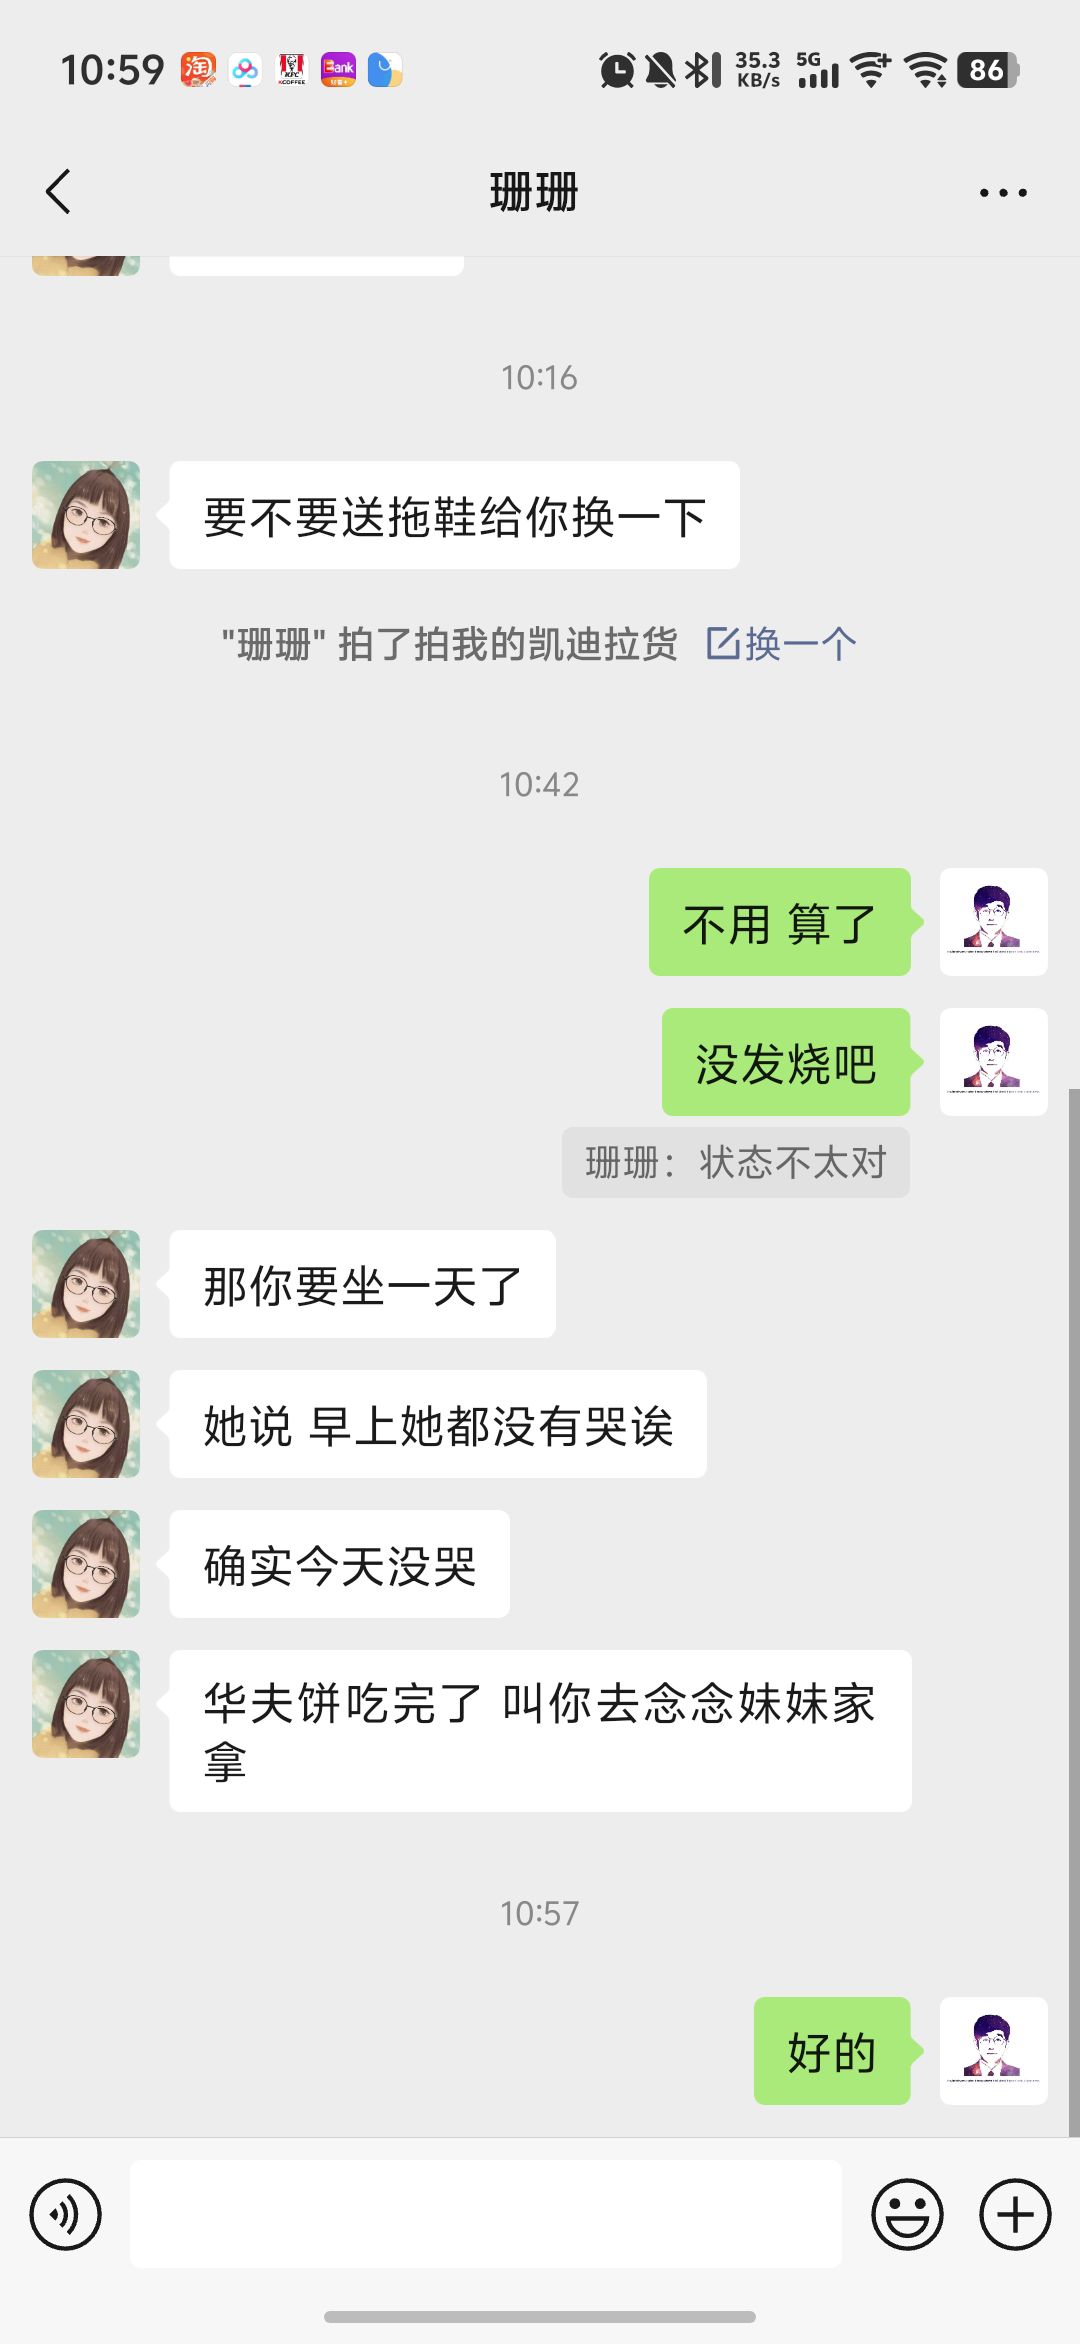 10:59
淘
KFC
KCOFFEE
Bank
35.3
KB/s
5G
86
珊珊
10:16
要不要送拖鞋给你换一下
"珊珊" 拍了拍我的凯迪拉货 换一个
10:42
不用 算了
没发烧吧
珊珊：状态不太对
那你要坐一天了
她说 早上她都没有哭诶
确实今天没哭
华夫饼吃完了 叫你去念念妹妹家
拿
10:57
好的